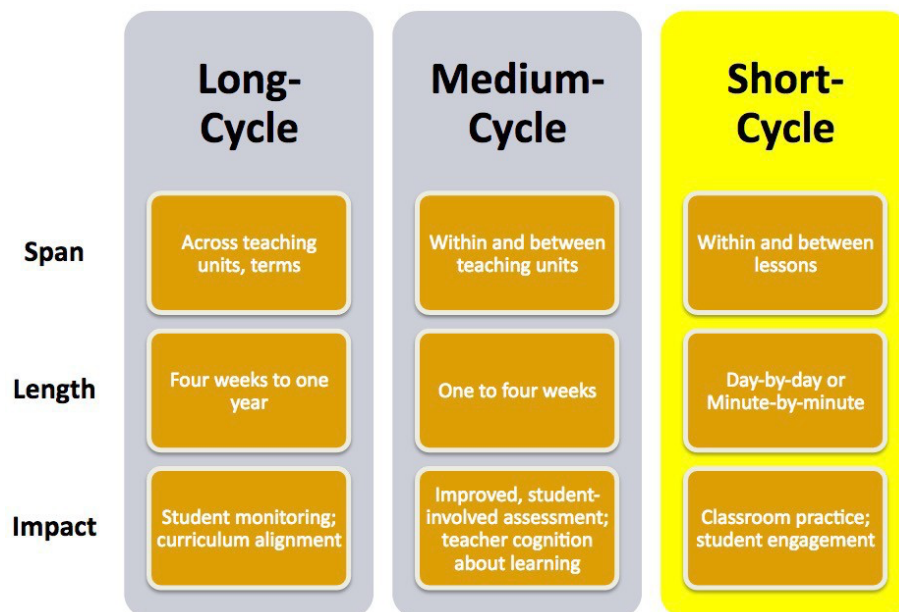 Long-
Cycle
Medium-
Cycle
Short-
Cycle
Span
Across teaching
units, terms
Within and between
teaching units
Within and between
lessons
Length
Four weeks to one
year
One to four weeks
Day-by-day or
Minute-by-minute
Impact
Student monitoring;
curriculum alignment
Improved, student-
involved assessment;
teacher cognition
about learning
Classroom practice;
student engagement